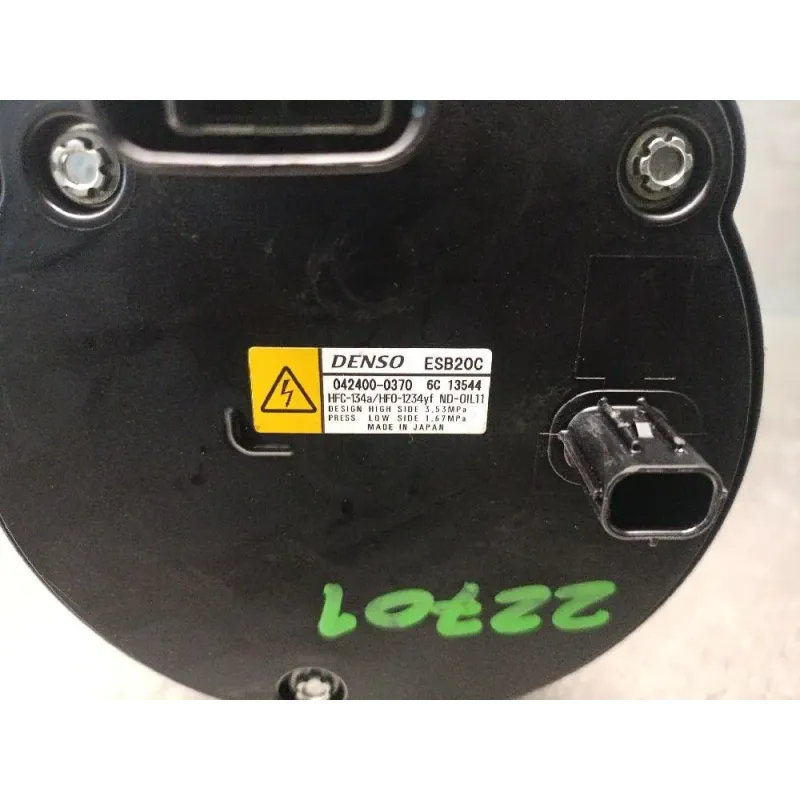 DENSO ESB20C
042400-0370 6C 13544
HFC-134a/HFO-1234yf ND-OIL11
DESIGN HIGH SIDE 3.53MPa
PRESS LOW SIDE 1.67MPa
MADE IN JAPAN
22701